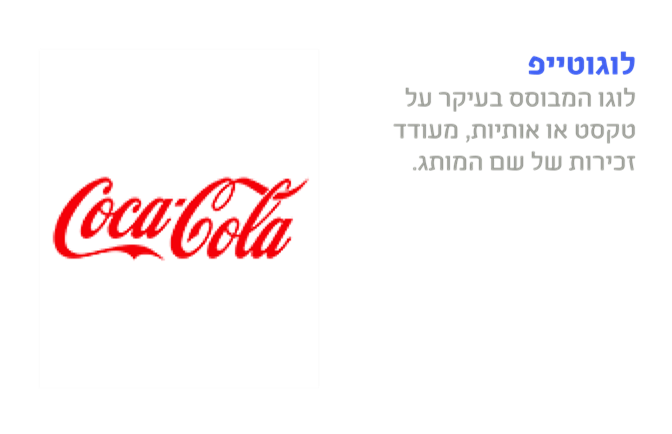 לוגוטייפ
לוגו המבוסס בעיקר על
טקסט או אותיות, מעודד
זכירות של שם המותג.
Coca-Cola